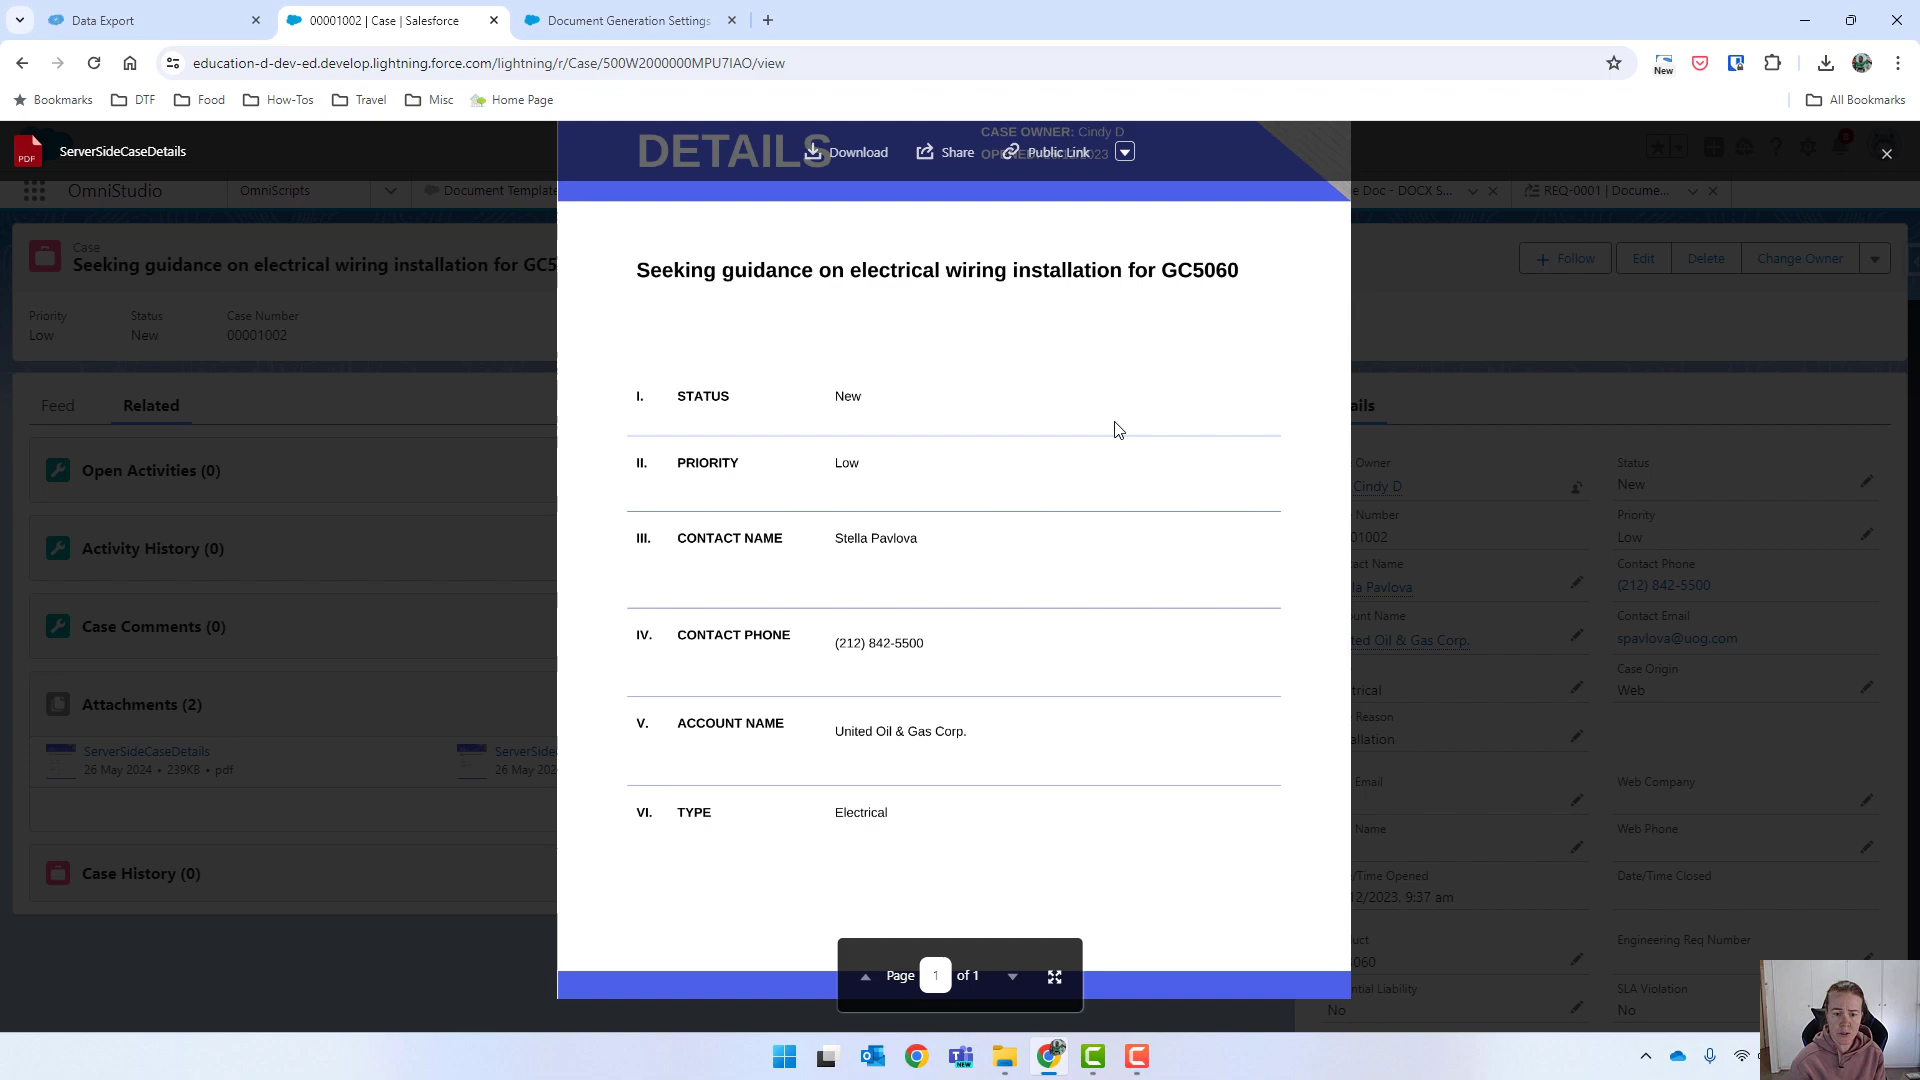 Data Export
00001002 | Case | Salesforce
Document Generation Settings
education-d-dev-ed.develop.lightning.force.com/lightning/r/Case/500W2000000MPU7IAO/view
New
Bookmarks
DTF
Food
How-Tos
Travel
Misc
Home Page
All Bookmarks
PDF
ServerSideCaseDetails
DETAILS
CASE OWNER: Cindy D
Download
Share
Public Link
OmniStudio
OmniScripts
Document Template
e Doc - DOCX S...
REQ-0001 | Docume...
Case
Seeking guidance on electrical wiring installation for GC5
Follow
Edit
Delete
Change Owner
Priority
Status
Case Number
Low
New
00001002
Feed
Related
Open Activities (0)
Activity History (0)
Case Comments (0)
Attachments (2)
ServerSideCaseDetails
26 May 2024 • 239KB • pdf
ServerSide
26 May 202
Case History (0)
Seeking guidance on electrical wiring installation for GC5060
I. STATUS New
II. PRIORITY Low
III. CONTACT NAME Stella Pavlova
IV. CONTACT PHONE (212) 842-5500
V. ACCOUNT NAME United Oil & Gas Corp.
VI. TYPE Electrical
Page 1 of 1
ails
Owner
Status
Cindy D
New
Number
Priority
01002
Low
act Name
Contact Phone
lla Pavlova
(212) 842-5500
ount Name
Contact Email
ted Oil & Gas Corp.
spavlova@uog.com
Case Origin
trical
Web
Reason
allation
Email
Web Company
Name
Web Phone
/Time Opened
Date/Time Closed
12/2023, 9:37 am
uct
Engineering Req Number
060
ntial Liability
SLA Violation
No
No
NEW